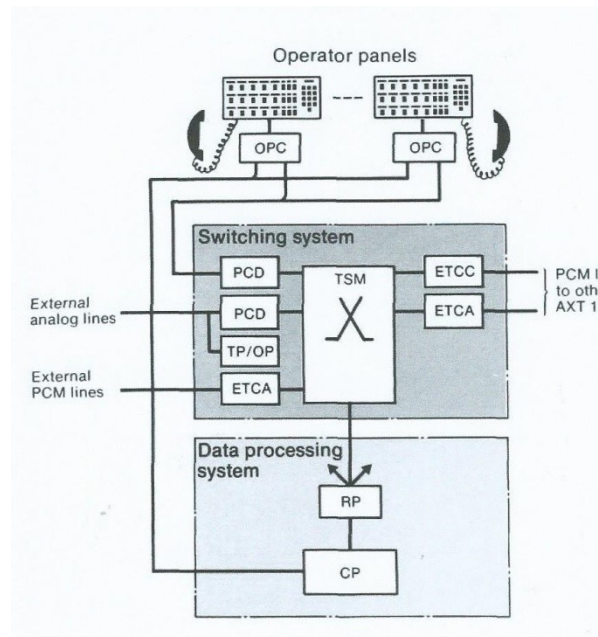 Operator panels
OPC
OPC
Switching system
PCD
TSM
ETCC
PCM
to
AXT 1
External
analog lines
PCD
ETCA
TP/OP
External
PCM lines
ETCA
Data processing
system
RP
CP